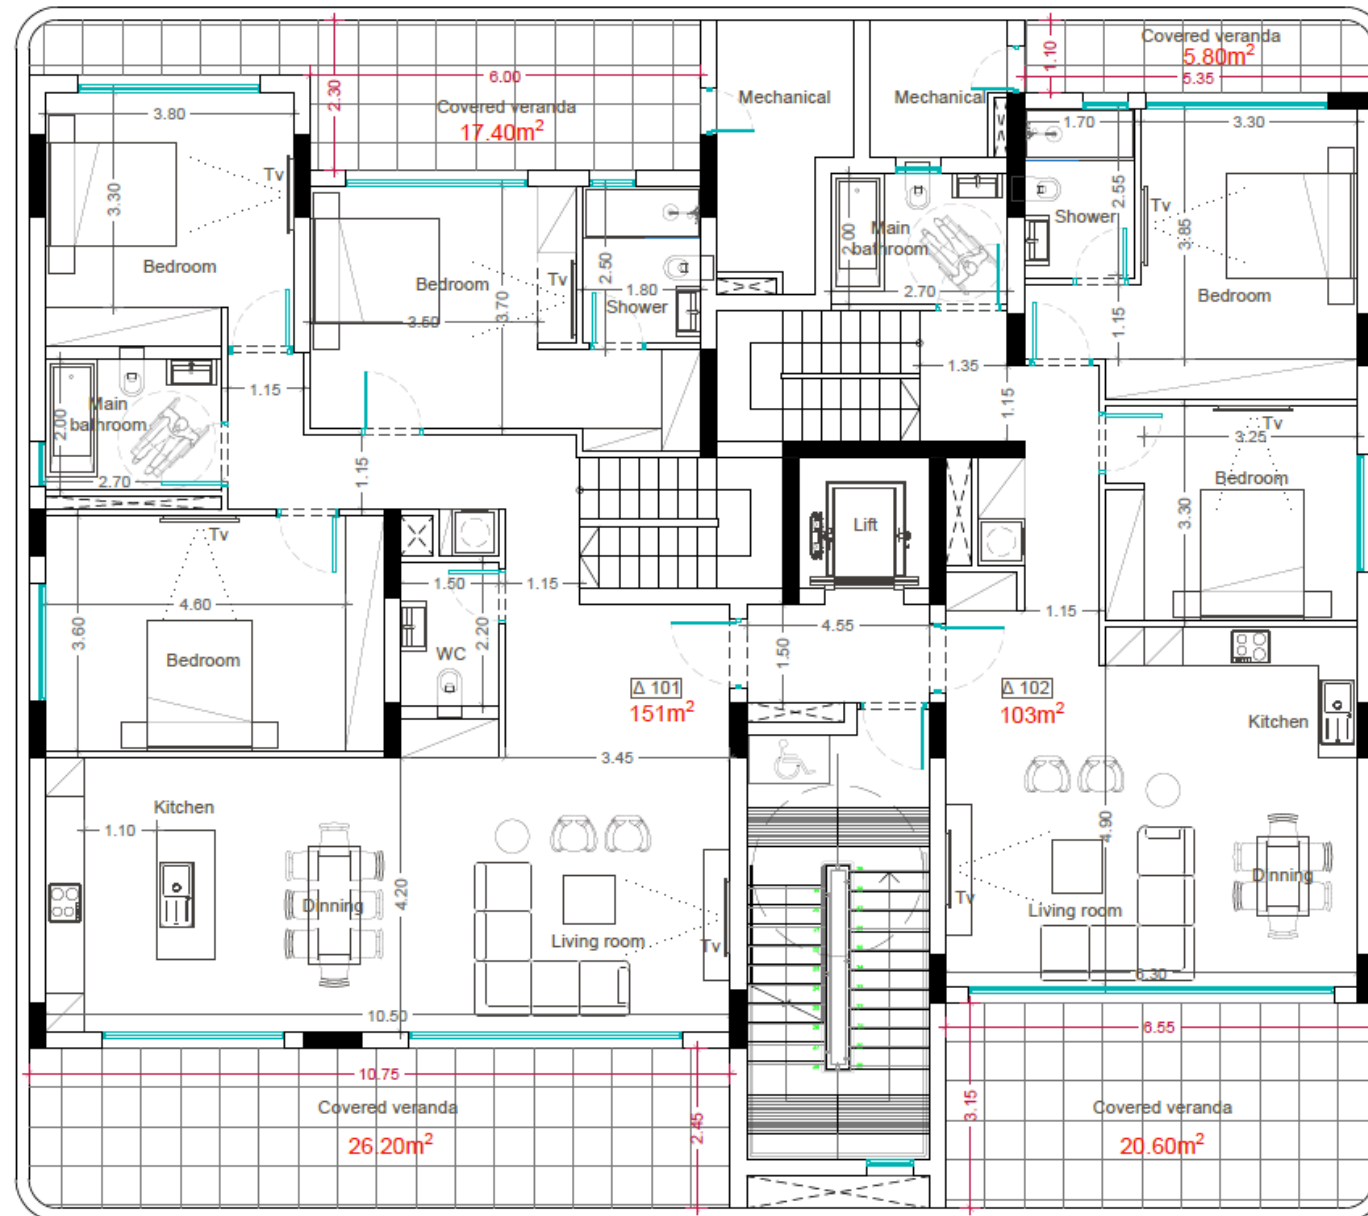 Covered veranda
5.80m²
5.35
1.10
2.30
6.00
Covered veranda
17.40m²
Mechanical
Mechanical
3.80
3.30
Tv
Bedroom
Bedroom
3.50
3.70
Tv
2.50
1.80
Shower
2.00
Main
bathroom
2.70
1.70
2.55
Shower
3.30
Tv
3.85
Bedroom
1.15
1.35
1.15
1.15
Main
bathroom
2.00
2.70
1.15
Tv
3.25
Bedroom
3.30
Lift
Tv
4.60
3.60
Bedroom
1.50
1.15
2.20
WC
4.55
1.50
1.15
Δ 101
151m²
Δ 102
103m²
Kitchen
3.45
Kitchen
1.10
Dinning
4.20
Living room
Tv
10.50
4.90
Tv
Living room
Dinning
6.30
10.75
Covered veranda
26.20m²
2.45
6.55
3.15
Covered veranda
20.60m²